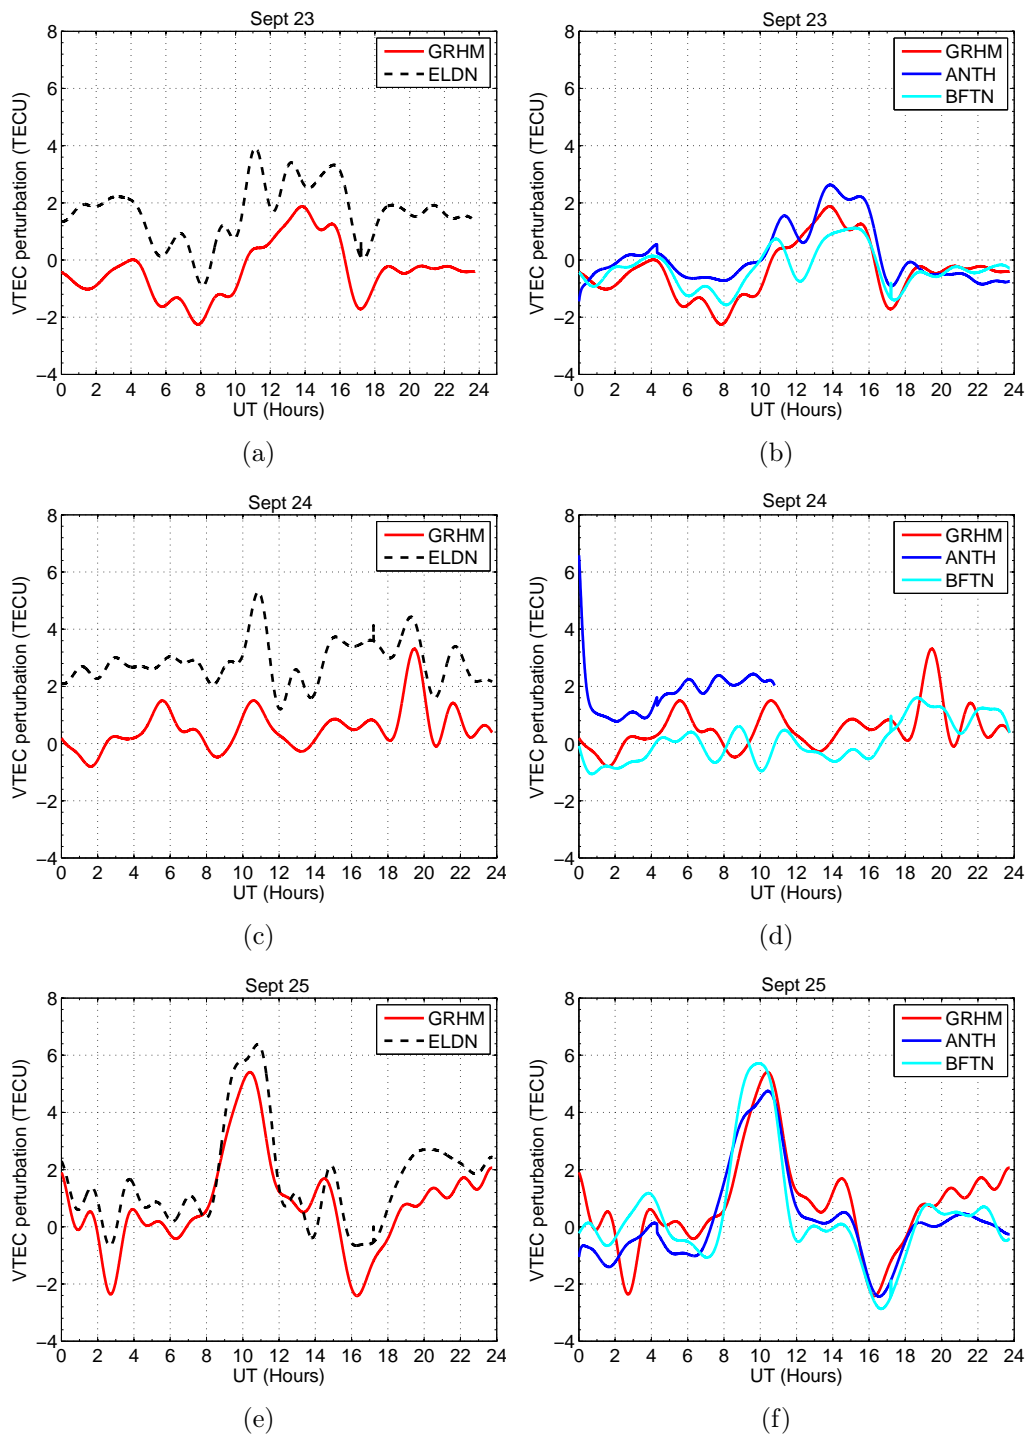 Sept 23
VTEC perturbation (TECU)
8
6
4
2
0
−2
−4
GRHM
ELDN
0 2 4 6 8 10 12 14 16 18 20 22 24
UT (Hours)
(a)
Sept 23
VTEC perturbation (TECU)
8
6
4
2
0
−2
−4
GRHM
ANTH
BFTN
0 2 4 6 8 10 12 14 16 18 20 22 24
UT (Hours)
(b)
Sept 24
VTEC perturbation (TECU)
8
6
4
2
0
−2
−4
GRHM
ELDN
0 2 4 6 8 10 12 14 16 18 20 22 24
UT (Hours)
(c)
Sept 24
VTEC perturbation (TECU)
8
6
4
2
0
−2
−4
GRHM
ANTH
BFTN
0 2 4 6 8 10 12 14 16 18 20 22 24
UT (Hours)
(d)
Sept 25
VTEC perturbation (TECU)
8
6
4
2
0
−2
−4
GRHM
ELDN
0 2 4 6 8 10 12 14 16 18 20 22 24
UT (Hours)
(e)
Sept 25
VTEC perturbation (TECU)
8
6
4
2
0
−2
−4
GRHM
ANTH
BFTN
0 2 4 6 8 10 12 14 16 18 20 22 24
UT (Hours)
(f)